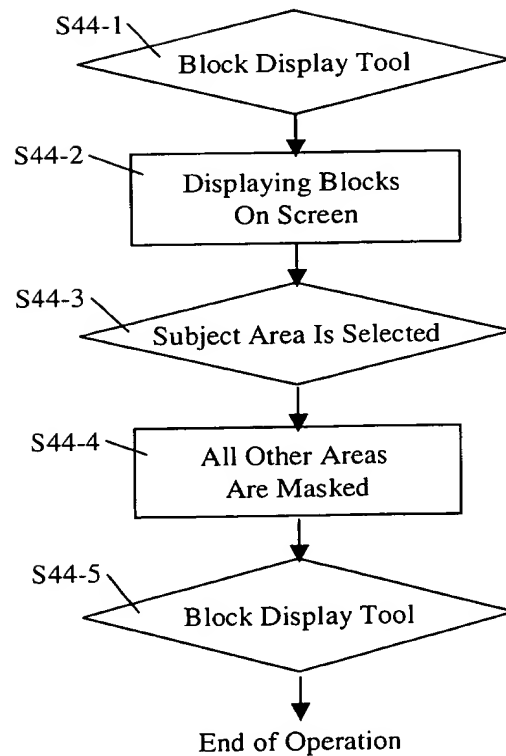 S44-1
Block Display Tool
S44-2
Displaying Blocks
On Screen
S44-3
Subject Area Is Selected
S44-4
All Other Areas
Are Masked
S44-5
Block Display Tool
End of Operation